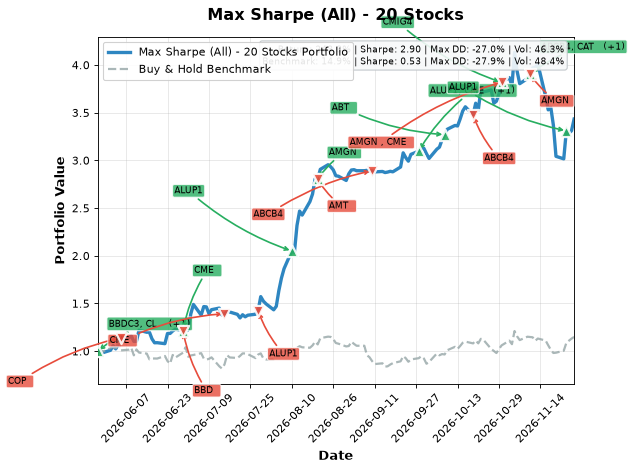 Max Sharpe (All) - 20 Stocks
CMIG4
4, CAT (+1)
Max Sharpe (All) - 20 Stocks Portfolio
Buy & Hold Benchmark
| Sharpe: 2.90 | Max DD: -27.0% | Vol: 46.3%
Benchmark: 14.9% | Sharpe: 0.53 | Max DD: -27.9% | Vol: 48.4%
ALUP1
(+1)
AMGN
ABT
AMGN , CME
AMGN
ABCB4
ALUP1
ABCB4
AMT
CME
BBDC3, CL
ALUP1
COP
BBD
4.0
3.5
3.0
2.5
2.0
1.5
1.0
Portfolio Value
2026-06-07
2026-06-23
2026-07-09
2026-07-25
2026-08-10
2026-08-26
2026-09-11
2026-09-27
2026-10-13
2026-10-29
2026-11-14
Date